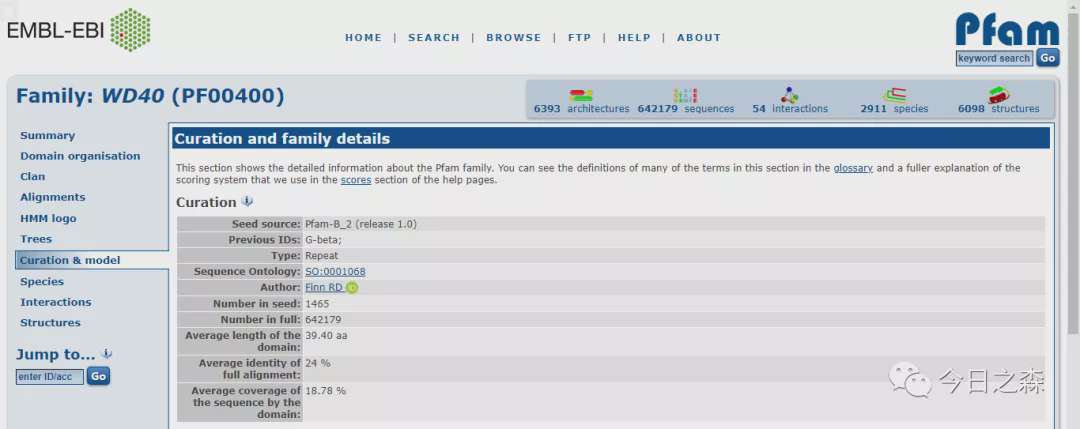 EMBL-EBI
HOME | SEARCH | BROWSE | FTP | HELP | ABOUT
Pfam
keyword search Go
Family: WD40 (PF00400)
6393 architectures 642179 sequences 54 interactions 2911 species 6098 structures
Summary
Domain organisation
Clan
Alignments
HMM logo
Trees
Curation & model
Species
Interactions
Structures
Jump to...
enter ID/acc Go
Curation and family details
This section shows the detailed information about the Pfam family. You can see the definitions of many of the terms in this section in the glossary and a fuller explanation of the
scoring system that we use in the scores section of the help pages.
Curation
Seed source: Pfam-B_2 (release 1.0)
Previous IDs: G-beta;
Type: Repeat
Sequence Ontology: SO:0001068
Author: Finn RD iD
Number in seed: 1465
Number in full: 642179
Average length of the 39.40 aa
domain:
Average identity of 24 %
full alignment:
Average coverage of 18.78 %
the sequence by the
domain:
今日之森